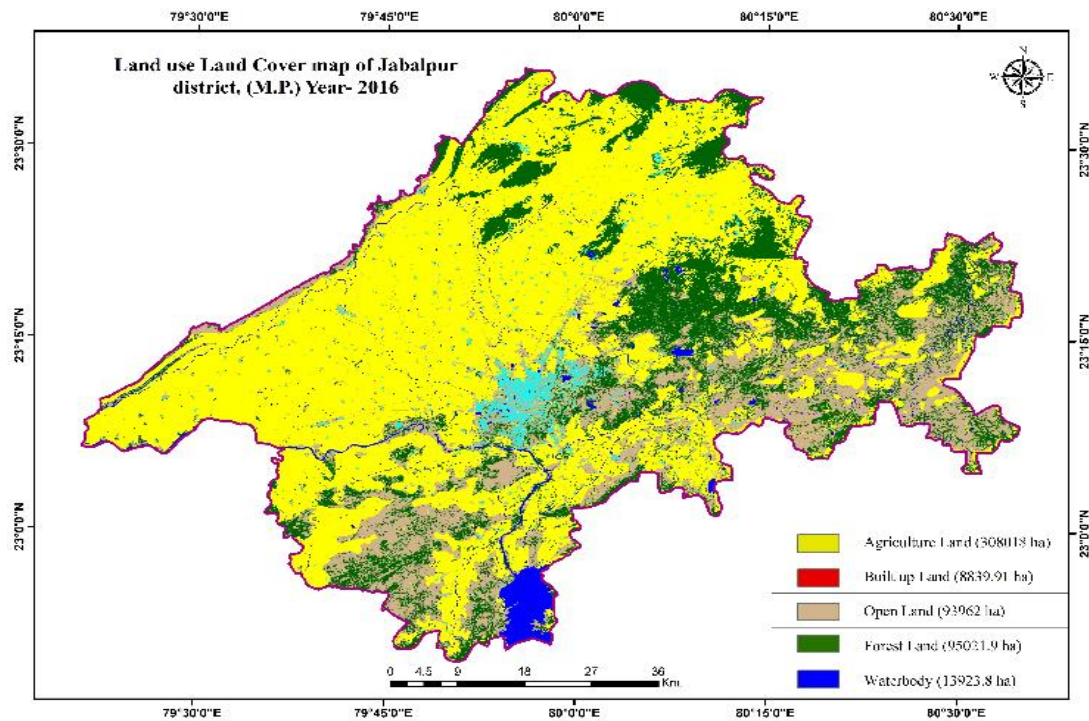 79°30'0"E 79°45'0"E 80°0'0"E 80°15'0"E 80°30'0"E
Land use Land Cover map of Jabalpur
district, (M.P.) Year- 2016
N
W E
S
23°30'0"N 23°30'0"N
23°15'0"N 23°15'0"N
23°0'0"N 23°0'0"N
Agriculture Land (308018 ha)
Built up Land (8839.91 ha)
Open Land (93962 ha)
Forest Land (95021.9 ha)
Waterbody (13923.8 ha)
0 4.5 9 18 27 36
Km.
79°30'0"E 79°45'0"E 80°0'0"E 80°15'0"E 80°30'0"E